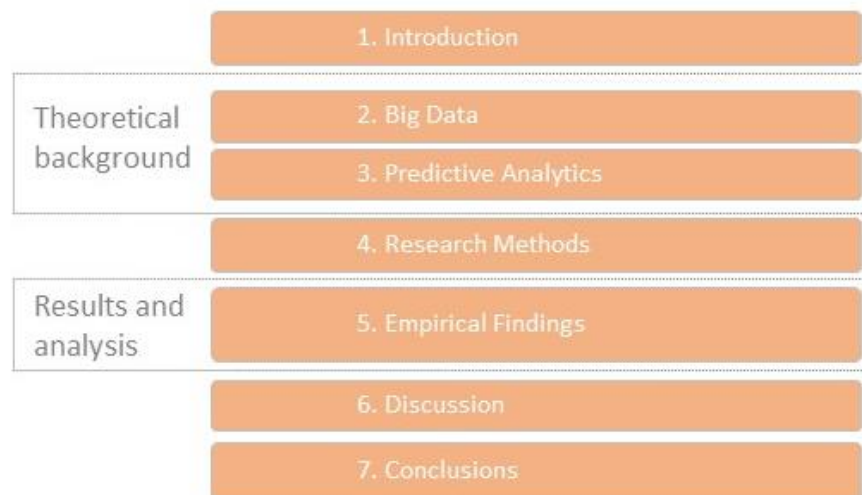 1. Introduction
Theoretical
background
2. Big Data
3. Predictive Analytics
4. Research Methods
Results and
analysis
5. Empirical Findings
6. Discussion
7. Conclusions